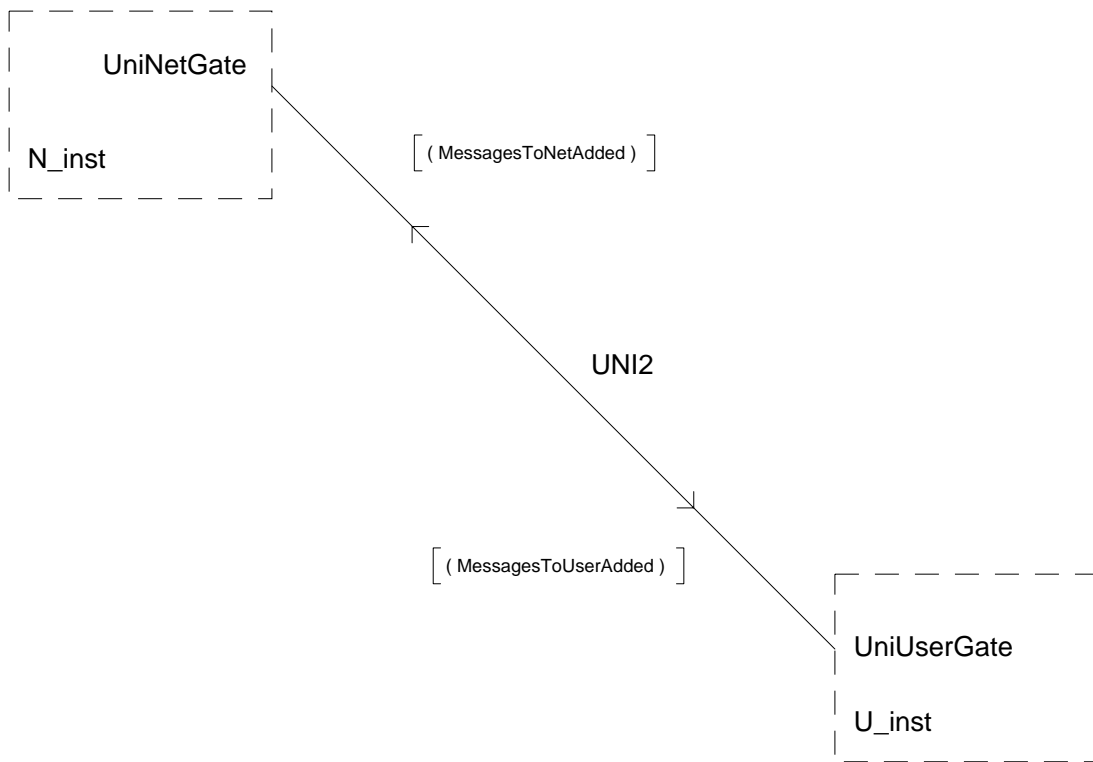 UniNetGate
N_inst
[ ( MessagesToNetAdded ) ]
UNI2
[ ( MessagesToUserAdded ) ]
UniUserGate
U_inst